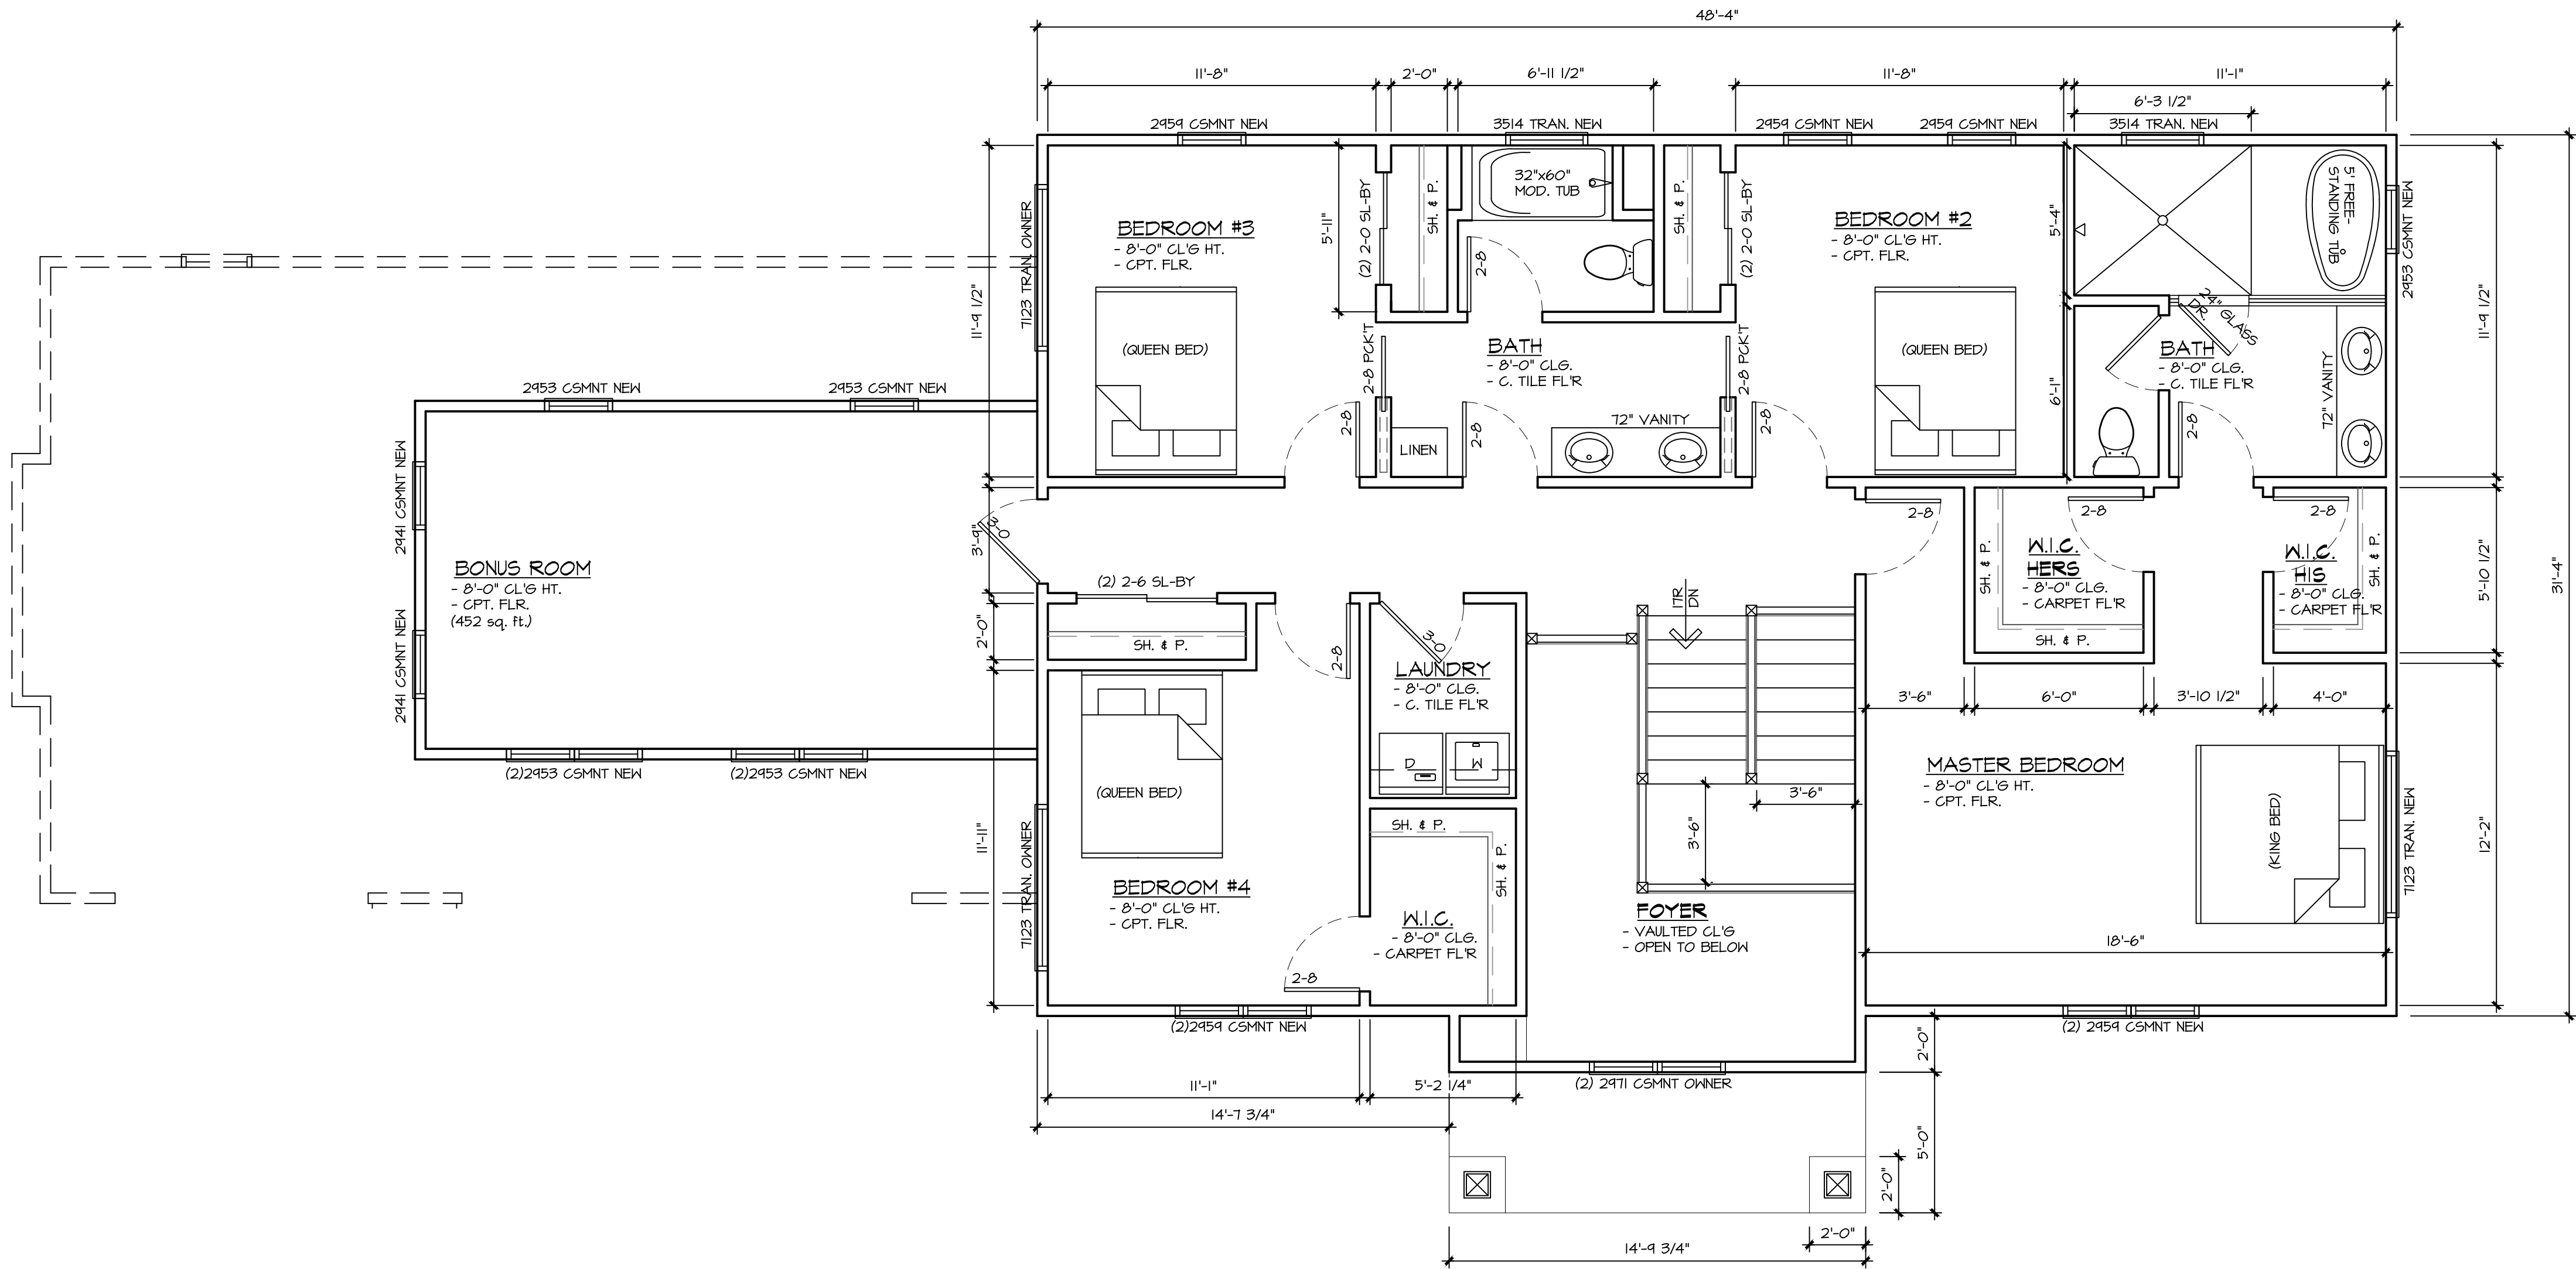 48'-4"
11'-8"
2'-0"
6'-11 1/2"
11'-8"
11'-1"
6'-3 1/2"
2959 CSMNT NEW
3514 TRAN. NEW
2959 CSMNT NEW
2959 CSMNT NEW
3514 TRAN. NEW
7123 TRAN. OWNER
11'-9 1/2"
BEDROOM #3
- 8'-0" CL'G HT.
- CPT. FLR.
(QUEEN BED)
5'-11"
(2) 2-0 SL-BY
SH. & P.
32"x60"
MOD. TUB
2-8
SH. & P.
(2) 2-0 SL-BY
BEDROOM #2
- 8'-0" CL'G HT.
- CPT. FLR.
(QUEEN BED)
5'-4"
6'-1"
5' FREE-
STANDING TUB
2953 CSMNT NEW
24" GLASS
DR.
BATH
- 8'-0" CLG.
- C. TILE FL'R
72" VANITY
2-8
11'-9 1/2"
2-8 PCK'T
BATH
- 8'-0" CLG.
- C. TILE FL'R
2-8 PCK'T
2-8
LINEN
2-8
72" VANITY
2-8
2953 CSMNT NEW
2953 CSMNT NEW
2941 CSMNT NEW
2941 CSMNT NEW
BONUS ROOM
- 8'-0" CL'G HT.
- CPT. FLR.
(452 sq. ft.)
(2)2953 CSMNT NEW
(2)2953 CSMNT NEW
3'-9"
3-0
(2) 2-6 SL-BY
2'-0"
SH. & P.
2-8
3-0
LAUNDRY
- 8'-0" CLG.
- C. TILE FL'R
D
W
17R
DN
2-8
2-8
2-8
SH. & P.
W.I.C.
HERS
- 8'-0" CLG.
- CARPET FL'R
SH. & P.
W.I.C.
HIS
- 8'-0" CLG.
- CARPET FL'R
SH. & P.
5'-10 1/2"
31'-4"
3'-6"
6'-0"
3'-10 1/2"
4'-0"
MASTER BEDROOM
- 8'-0" CL'G HT.
- CPT. FLR.
(KING BED)
7123 TRAN. NEW
12'-2"
18'-6"
(2) 2959 CSMNT NEW
3'-6"
3'-6"
FOYER
- VAULTED CL'G
- OPEN TO BELOW
(QUEEN BED)
11'-11"
7123 TRAN. OWNER
BEDROOM #4
- 8'-0" CL'G HT.
- CPT. FLR.
SH. & P.
SH. & P.
W.I.C.
- 8'-0" CLG.
- CARPET FL'R
2-8
(2)2959 CSMNT NEW
(2) 2971 CSMNT OWNER
11'-1"
5'-2 1/4"
14'-7 3/4"
2'-0"
5'-0"
2'-0"
2'-0"
14'-9 3/4"